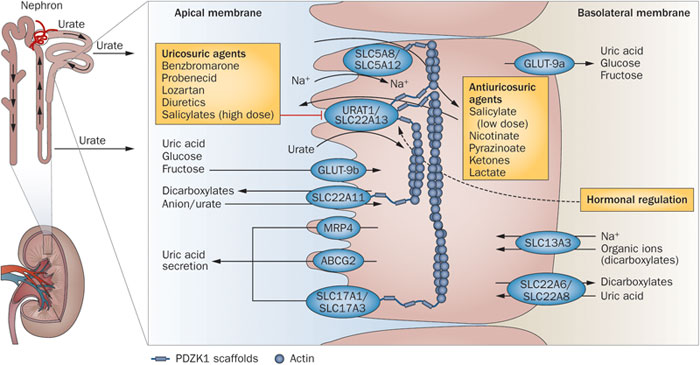 Nephron
Urate
Urate
Urate
Apical membrane
Basolateral membrane
Uricosuric agents
Benzbromarone
Probenecid
Lozartan
Diuretics
Salicylates (high dose)
SLC5A8/
SLC5A12
Na⁺
Na⁺
URAT1/
SLC22A13
Urate
Uric acid
Glucose
Fructose
GLUT-9b
Dicarboxylates
Anion/urate
SLC22A11
MRP4
Uric acid
secretion
ABCG2
SLC17A1/
SLC17A3
Antiuricosuric
agents
Salicylate
(low dose)
Nicotinate
Pyrazinoate
Ketones
Lactate
GLUT-9a
Uric acid
Glucose
Fructose
Hormonal regulation
SLC13A3
Na⁺
Organic ions
(dicarboxylates)
SLC22A6/
SLC22A8
Dicarboxylates
Uric acid
PDZK1 scaffolds
Actin